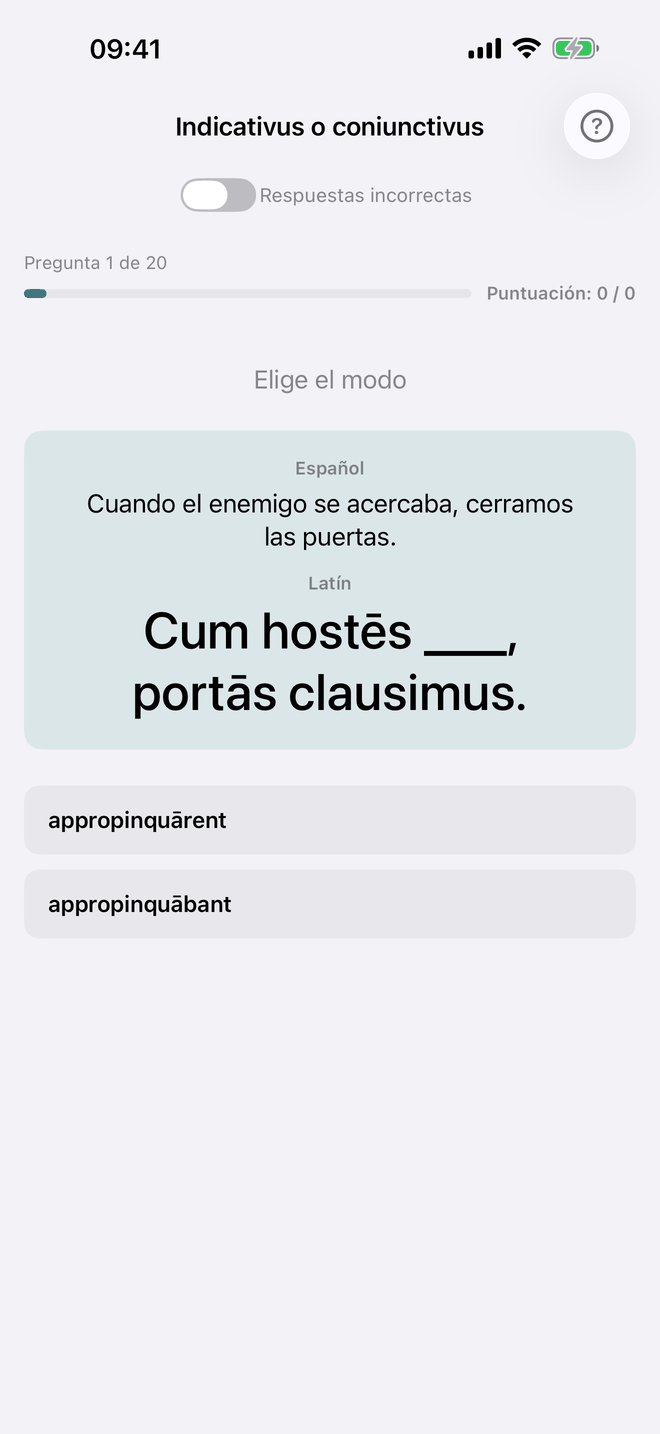 09:41
Indicativus o coniunctivus
Respuestas incorrectas
Pregunta 1 de 20
Puntuación: 0 / 0
Elige el modo
Español
Cuando el enemigo se acercaba, cerramos
las puertas.
Latín
Cum hostēs ____,
portās clausimus.
appropinquārent
appropinquābant